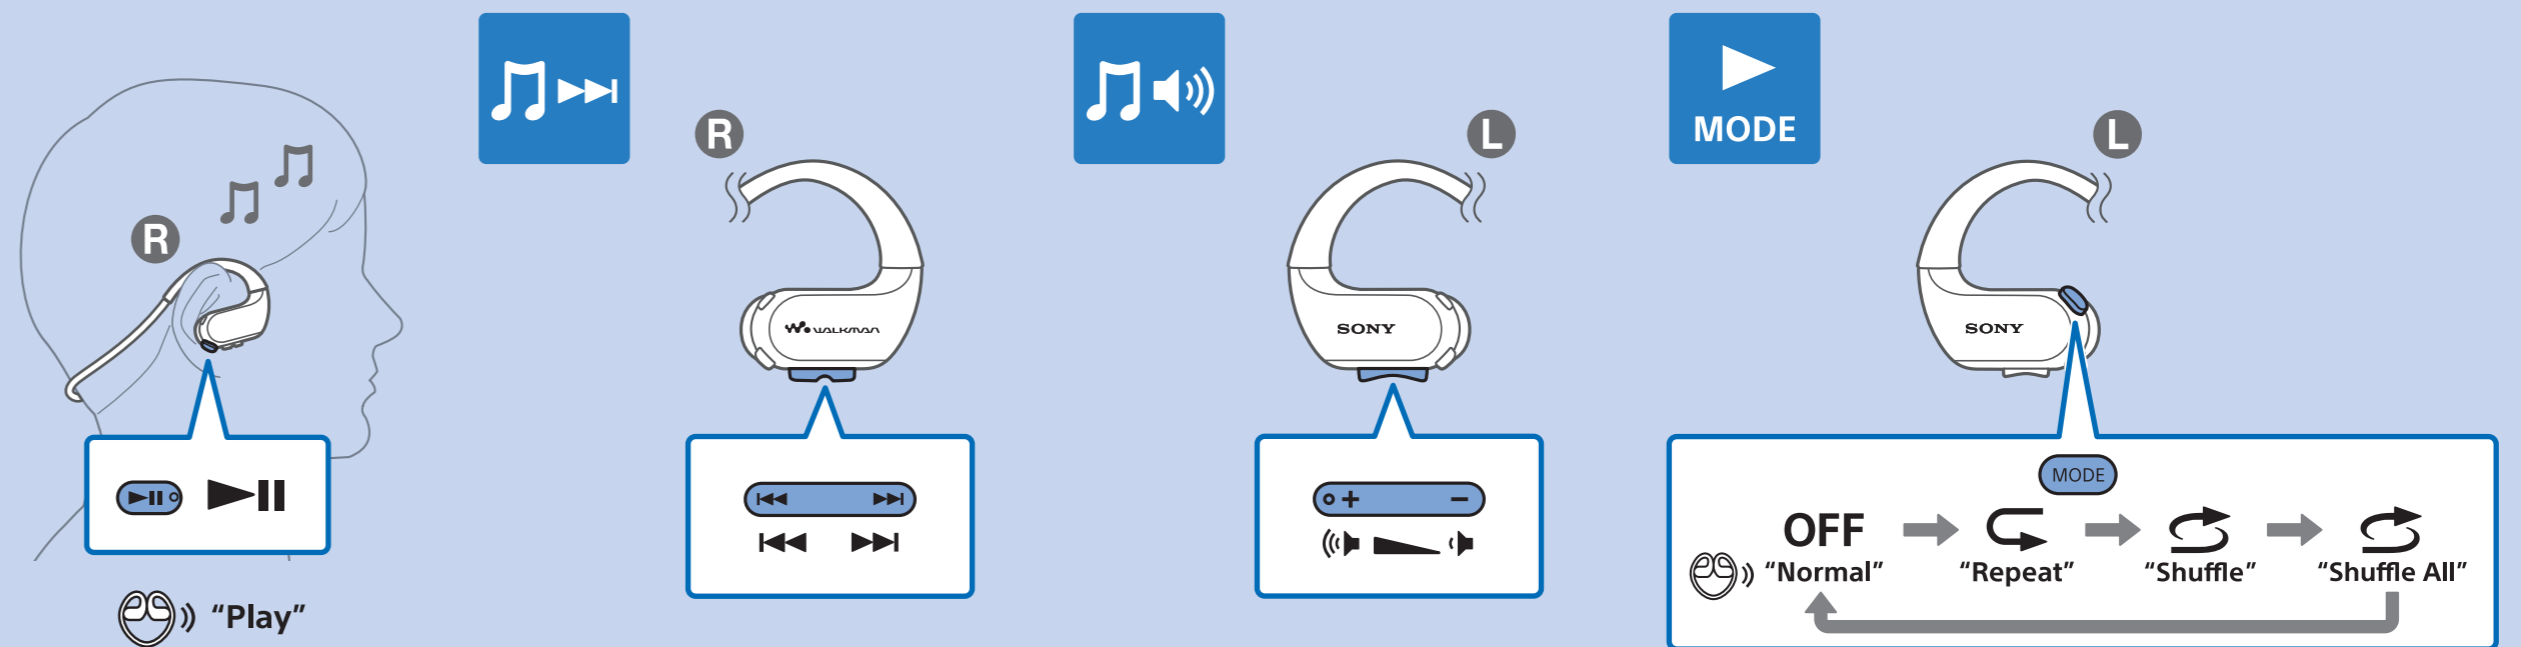 R
"Play"
R
WALKMAN
L
SONY
+ −
MODE
L
SONY
MODE
OFF
"Normal" "Repeat" "Shuffle" "Shuffle All"